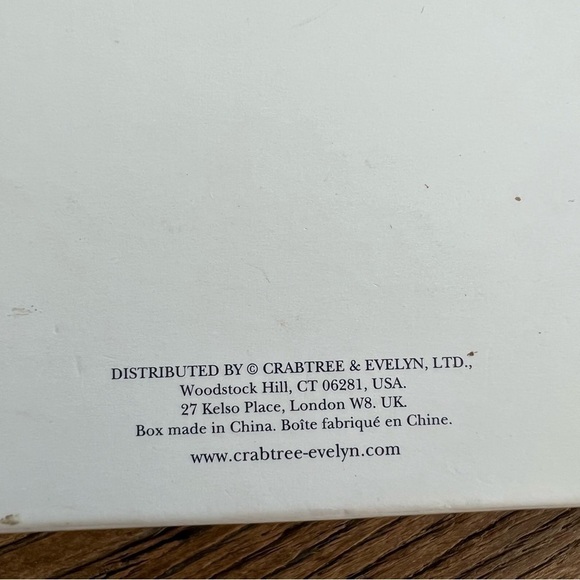 DISTRIBUTED BY © CRABTREE & EVELYN, LTD.,
Woodstock Hill, CT 06281, USA.
27 Kelso Place, London W8. UK.
Box made in China. Boîte fabriqué en Chine.
www.crabtree-evelyn.com